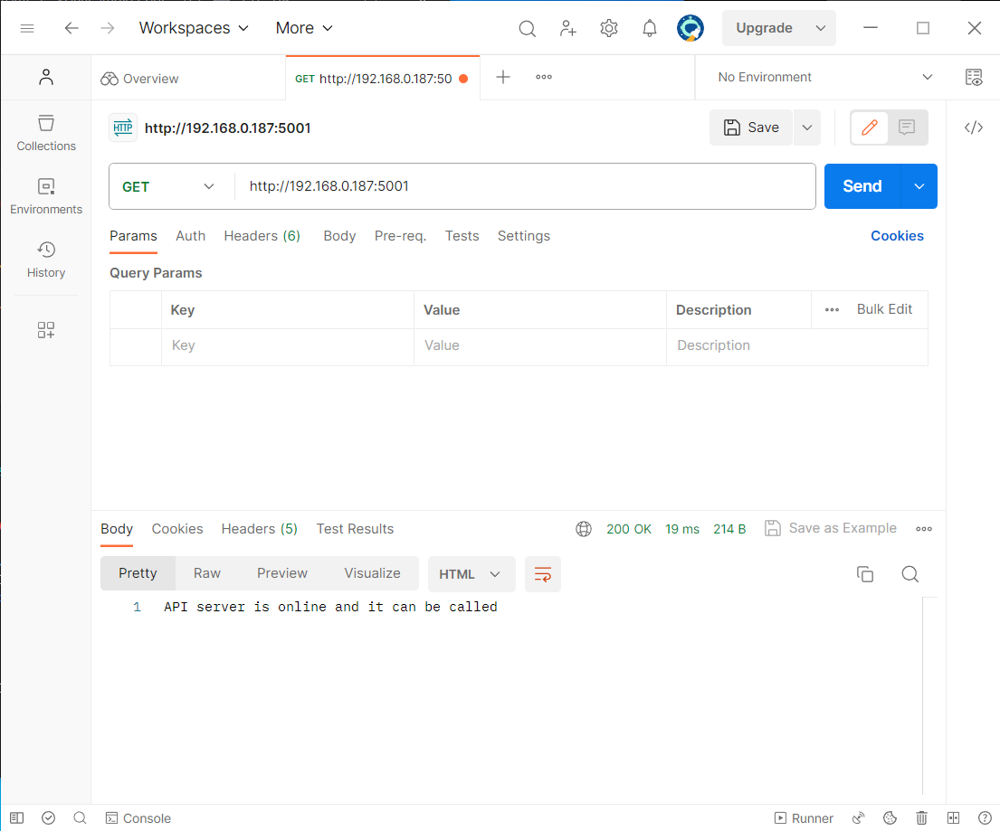 Workspaces More Upgrade
Overview GET http://192.168.0.187:50 No Environment
HTTP http://192.168.0.187:5001 Save
Collections
GET http://192.168.0.187:5001 Send
Environments
Params Auth Headers (6) Body Pre-req. Tests Settings Cookies
History
Query Params
Key Value Description Bulk Edit
Key Value Description
Body Cookies Headers (5) Test Results 200 OK 19 ms 214 B Save as Example
Pretty Raw Preview Visualize HTML
1 API server is online and it can be called
Console Runner